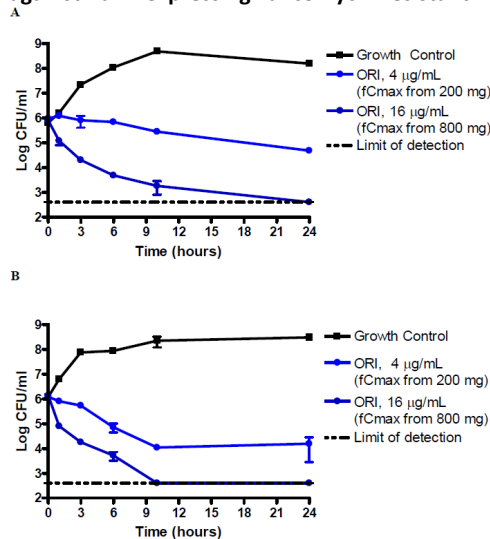 A
9
8
7
6
5
4
3
2
Log CFU/ml
0 3 6 9 12 15 18 21 24
Time (hours)
Growth Control
ORI, 4 µg/mL
(fCmax from 200 mg)
ORI, 16 µg/mL
(fCmax from 800 mg)
Limit of detection
B
9
8
7
6
5
4
3
2
Log CFU/ml
0 3 6 9 12 15 18 21 24
Time (hours)
Growth Control
ORI, 4 µg/mL
(fCmax from 200 mg)
ORI, 16 µg/mL
(fCmax from 800 mg)
Limit of detection